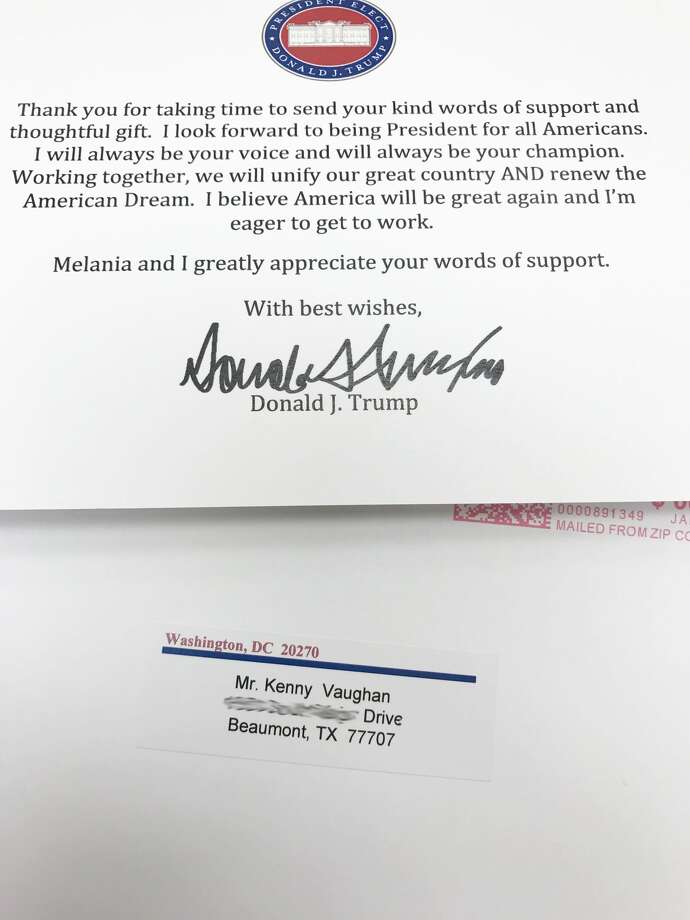 PRESIDENT ELECT
DONALD J. TRUMP
Thank you for taking time to send your kind words of support and
thoughtful gift. I look forward to being President for all Americans.
I will always be your voice and will always be your champion.
Working together, we will unify our great country AND renew the
American Dream. I believe America will be great again and I'm
eager to get to work.
Melania and I greatly appreciate your words of support.
With best wishes,
Donald J. Trump
0000891349 JA
MAILED FROM ZIP CO
Washington, DC 20270
Mr. Kenny Vaughan
Drive
Beaumont, TX 77707